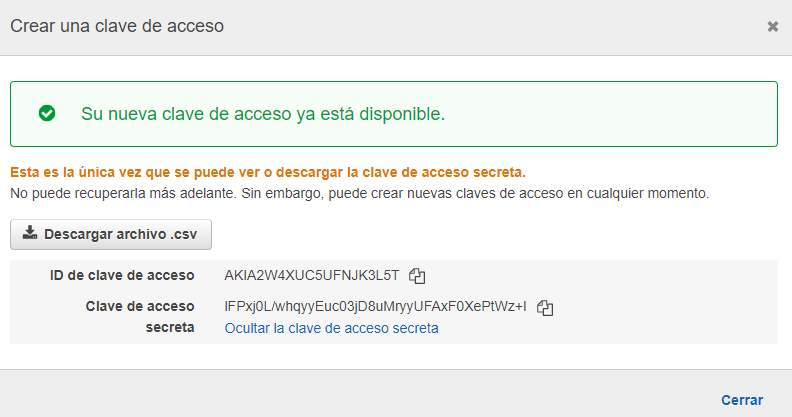 Crear una clave de acceso
Su nueva clave de acceso ya está disponible.
Esta es la única vez que se puede ver o descargar la clave de acceso secreta.
No puede recuperarla más adelante. Sin embargo, puede crear nuevas claves de acceso en cualquier momento.
Descargar archivo .csv
ID de clave de acceso AKIA2W4XUC5UFNJK3L5T
Clave de acceso
secreta
Ocultar la clave de acceso secreta
Cerrar